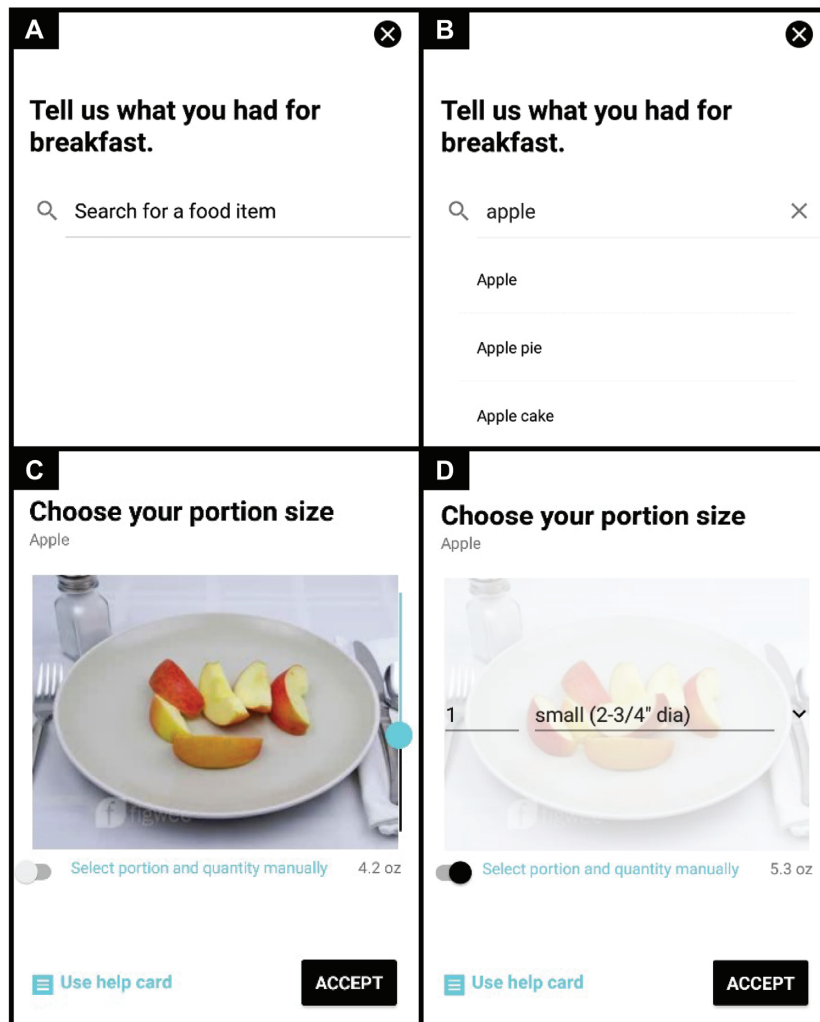 A
Tell us what you had for
breakfast.
Search for a food item
B
Tell us what you had for
breakfast.
apple
Apple
Apple pie
Apple cake
C
Choose your portion size
Apple
f figwee
Select portion and quantity manually 4.2 oz
Use help card ACCEPT
D
Choose your portion size
Apple
1 small (2-3/4" dia)
f figwee
Select portion and quantity manually 5.3 oz
Use help card ACCEPT